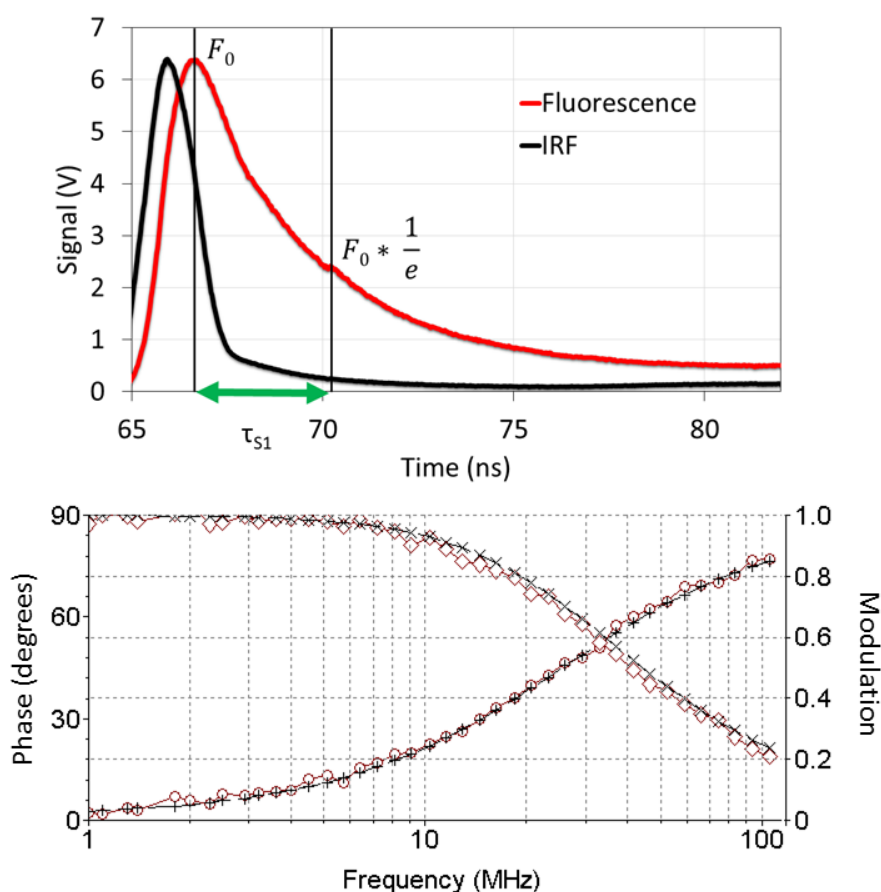 7
6
5
4
3
2
1
0
Signal (V)
F₀
Fluorescence
IRF
F₀ * 1/e
65 70 75 80
τS1
Time (ns)
90
60
30
0
Phase (degrees)
1.0
0.8
0.6
0.4
0.2
0
Modulation
1 10 100
Frequency (MHz)